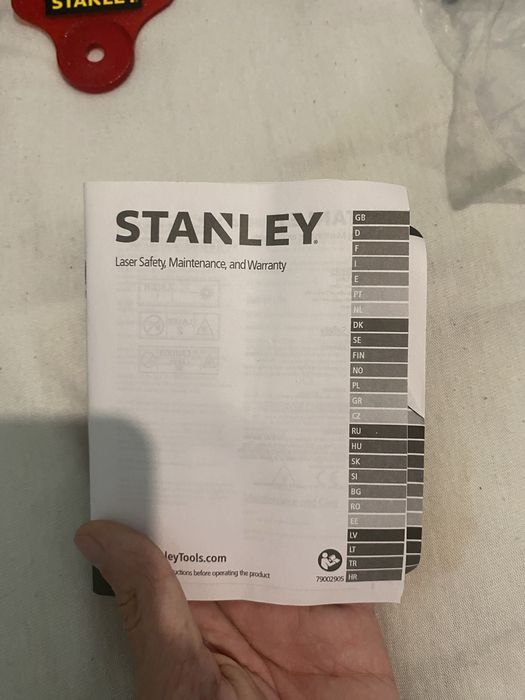 STANLEY
STANLEY
Laser Safety, Maintenance, and Warranty
GB
D
F
I
E
PT
NL
DK
SE
FIN
NO
PL
GR
CZ
RU
HU
SK
SI
BG
RO
EE
LV
LT
TR
HR
leyTools.com
uctions before operating the product
79002905